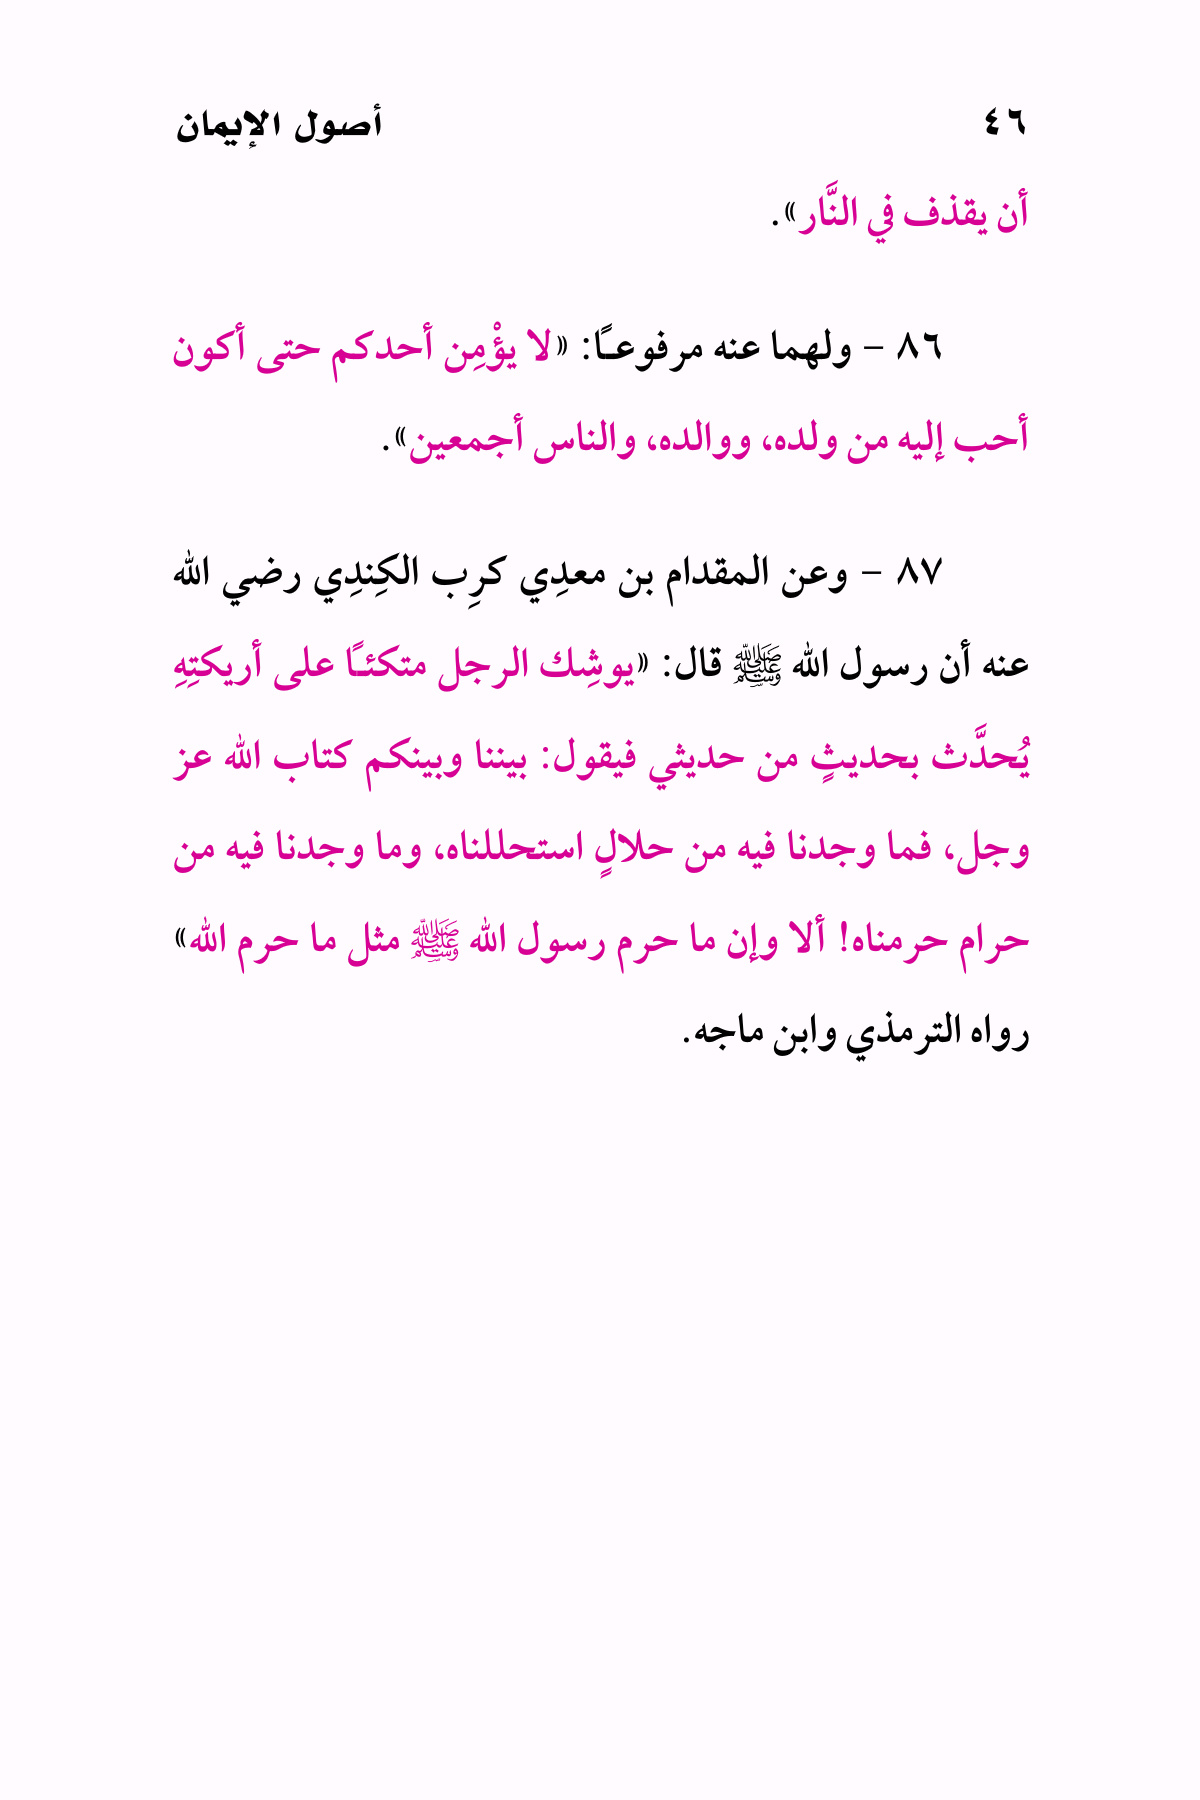 ٤٦ أصول الإيمان
أن يقذف في النَّار».
٨٦ – ولهما عنه مرفوعًا: «لا يؤْمِن أحدكم حتى أكون
أحب إليه من ولده، ووالده، والناس أجمعين».
٨٧ – وعن المقدام بن معدِي كرِب الكِندِي رضي الله
عنه أن رسول الله ﷺ قال: «يوشِك الرجل متكئًا على أريكتِهِ
يُحدَّث بحديثٍ من حديثي فيقول: بيننا وبينكم كتاب الله عز
وجل، فما وجدنا فيه من حلالٍ استحللناه، وما وجدنا فيه من
حرام حرمناه! ألا وإن ما حرم رسول الله ﷺ مثل ما حرم الله»
رواه الترمذي وابن ماجه.